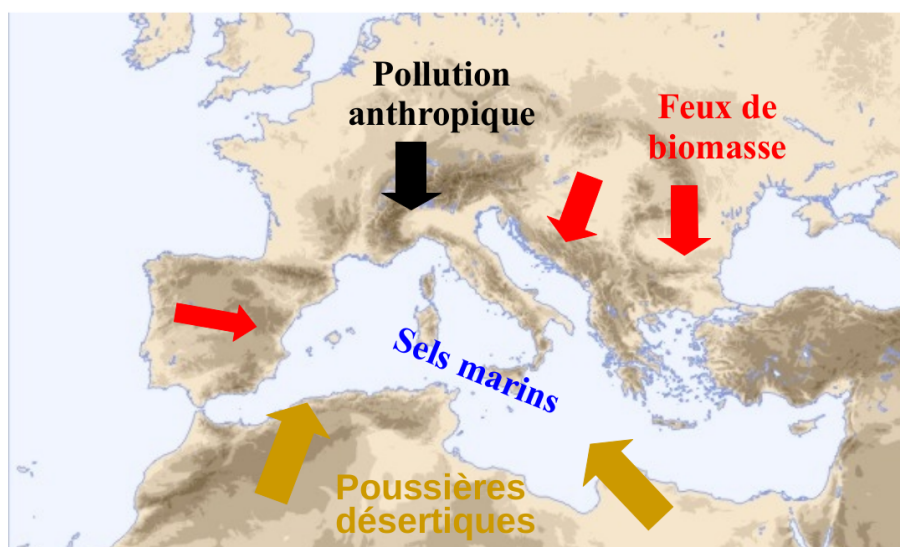 Pollution
anthropique
Feux de
biomasse
Sels marins
Poussières
désertiques